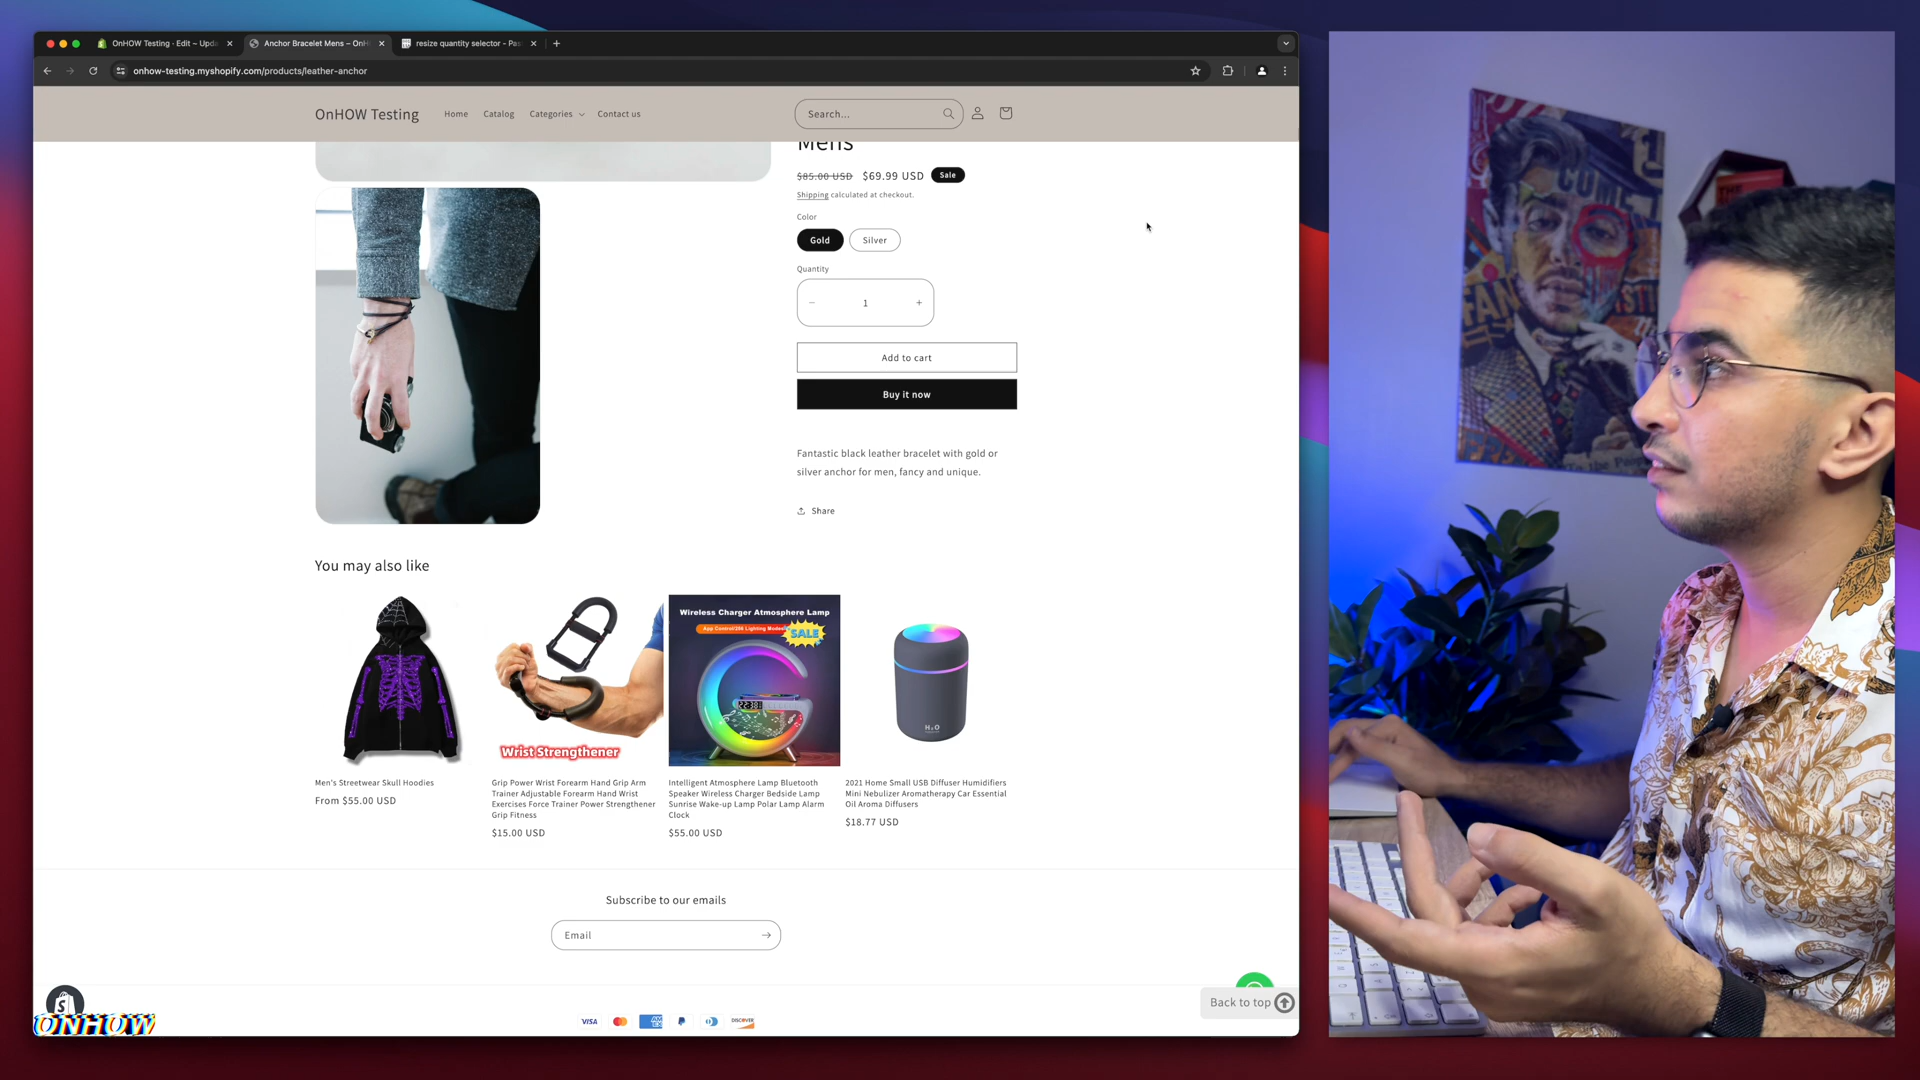 OnHOW Testing - Edit ~ Upda
Anchor Bracelet Mens – OnH
resize quantity selector - Pas
onhow-testing.myshopify.com/products/leather-anchor
OnHOW Testing
Home
Catalog
Categories
Contact us
Search...
Mens
$85.00 USD $69.99 USD Sale
Shipping calculated at checkout.
Color
Gold
Silver
Quantity
− 1 +
Add to cart
Buy it now
Fantastic black leather bracelet with gold or
silver anchor for men, fancy and unique.
Share
You may also like
Wrist Strengthener
Wireless Charger Atmosphere Lamp
SALE
H₂O
Men's Streetwear Skull Hoodies
From $55.00 USD
Grip Power Wrist Forearm Hand Grip Arm
Trainer Adjustable Forearm Hand Wrist
Exercises Force Trainer Power Strengthener
Grip Fitness
$15.00 USD
Intelligent Atmosphere Lamp Bluetooth
Speaker Wireless Charger Bedside Lamp
Sunrise Wake-up Lamp Polar Lamp Alarm
Clock
$55.00 USD
2021 Home Small USB Diffuser Humidifiers
Mini Nebulizer Aromatherapy Car Essential
Oil Aroma Diffusers
$18.77 USD
Subscribe to our emails
Email
Back to top
ONHOW
VISA
DISCOVER